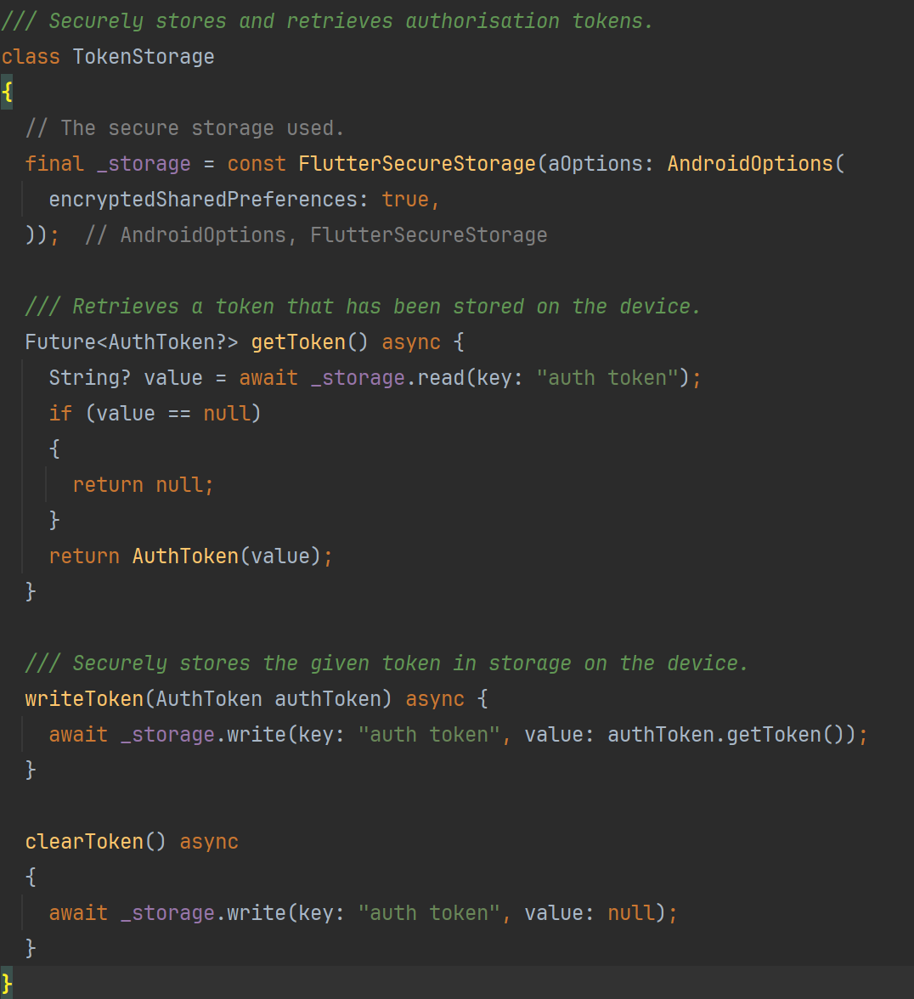 /// Securely stores and retrieves authorisation tokens.
class TokenStorage
{
  // The secure storage used.
  final _storage = const FlutterSecureStorage(aOptions: AndroidOptions(
    encryptedSharedPreferences: true,
  ));  // AndroidOptions, FlutterSecureStorage

  /// Retrieves a token that has been stored on the device.
  Future<AuthToken?> getToken() async {
    String? value = await _storage.read(key: "auth token");
    if (value == null)
    {
      return null;
    }
    return AuthToken(value);
  }

  /// Securely stores the given token in storage on the device.
  writeToken(AuthToken authToken) async {
    await _storage.write(key: "auth token", value: authToken.getToken());
  }

  clearToken() async
  {
    await _storage.write(key: "auth token", value: null);
  }
}